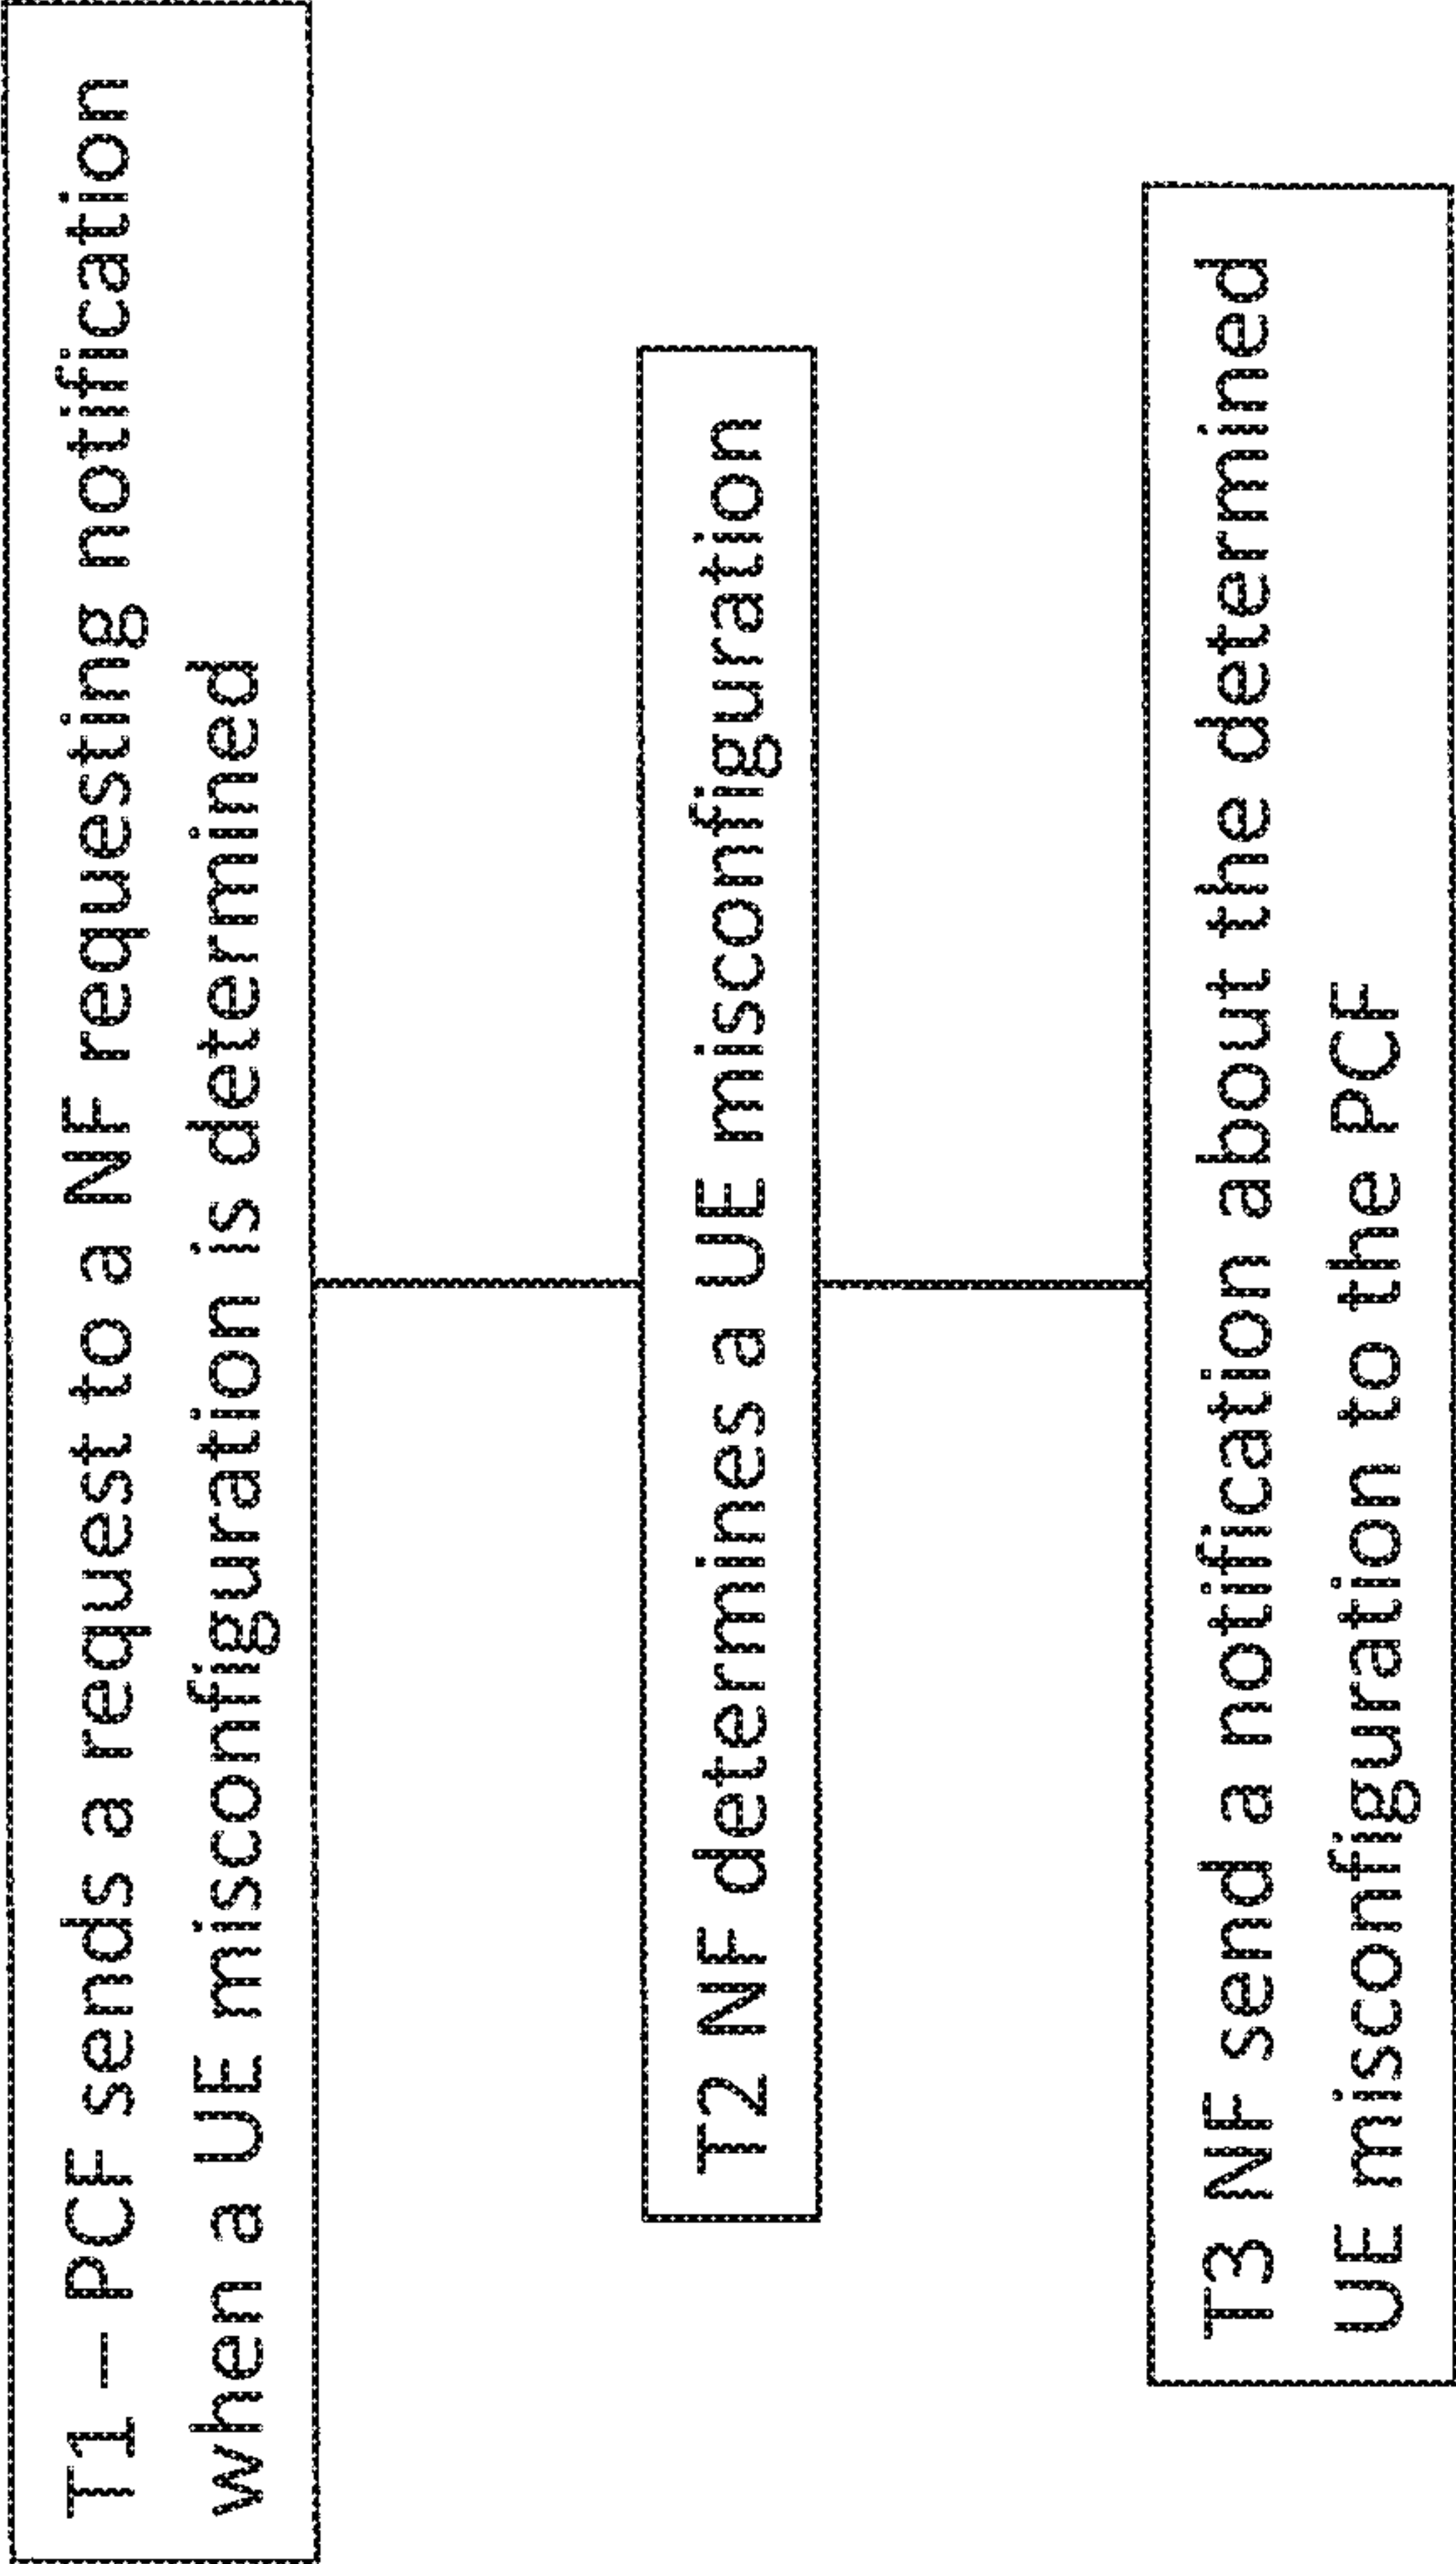 T1 – PCF sends a request to a NF requesting notification
when a UE misconfiguration is determined
T2 NF determines a UE misconfiguration
T3 NF send a notification about the determined
UE misconfiguration to the PCF